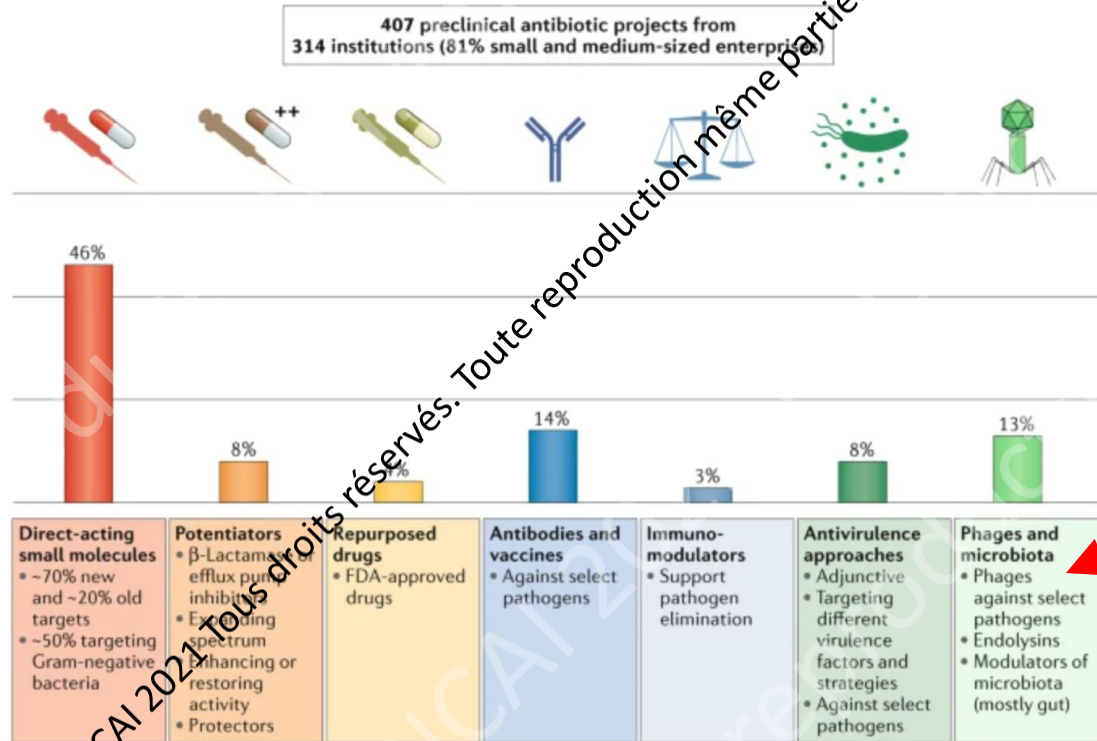 407 preclinical antibiotic projects from
314 institutions (81% small and medium-sized enterprises)
++
46%
8%
4%
14%
3%
8%
13%
Direct-acting
small molecules
• ~70% new
and ~20% old
targets
• ~50% targeting
Gram-negative
bacteria
Potentiators
• β-Lactamase or
efflux pump
inhibitors
• Expanding
spectrum
• Enhancing or
restoring
activity
• Protectors
Repurposed
drugs
• FDA-approved
drugs
Antibodies and
vaccines
• Against select
pathogens
Immuno-
modulators
• Support
pathogen
elimination
Antivirulence
approaches
• Adjunctive
• Targeting
different
virulence
factors and
strategies
• Against select
pathogens
Phages and
microbiota
• Phages
against select
pathogens
• Endolysins
• Modulators of
microbiota
(mostly gut)
CAI 2021 Tous droits réservés. Toute reproduction même partie